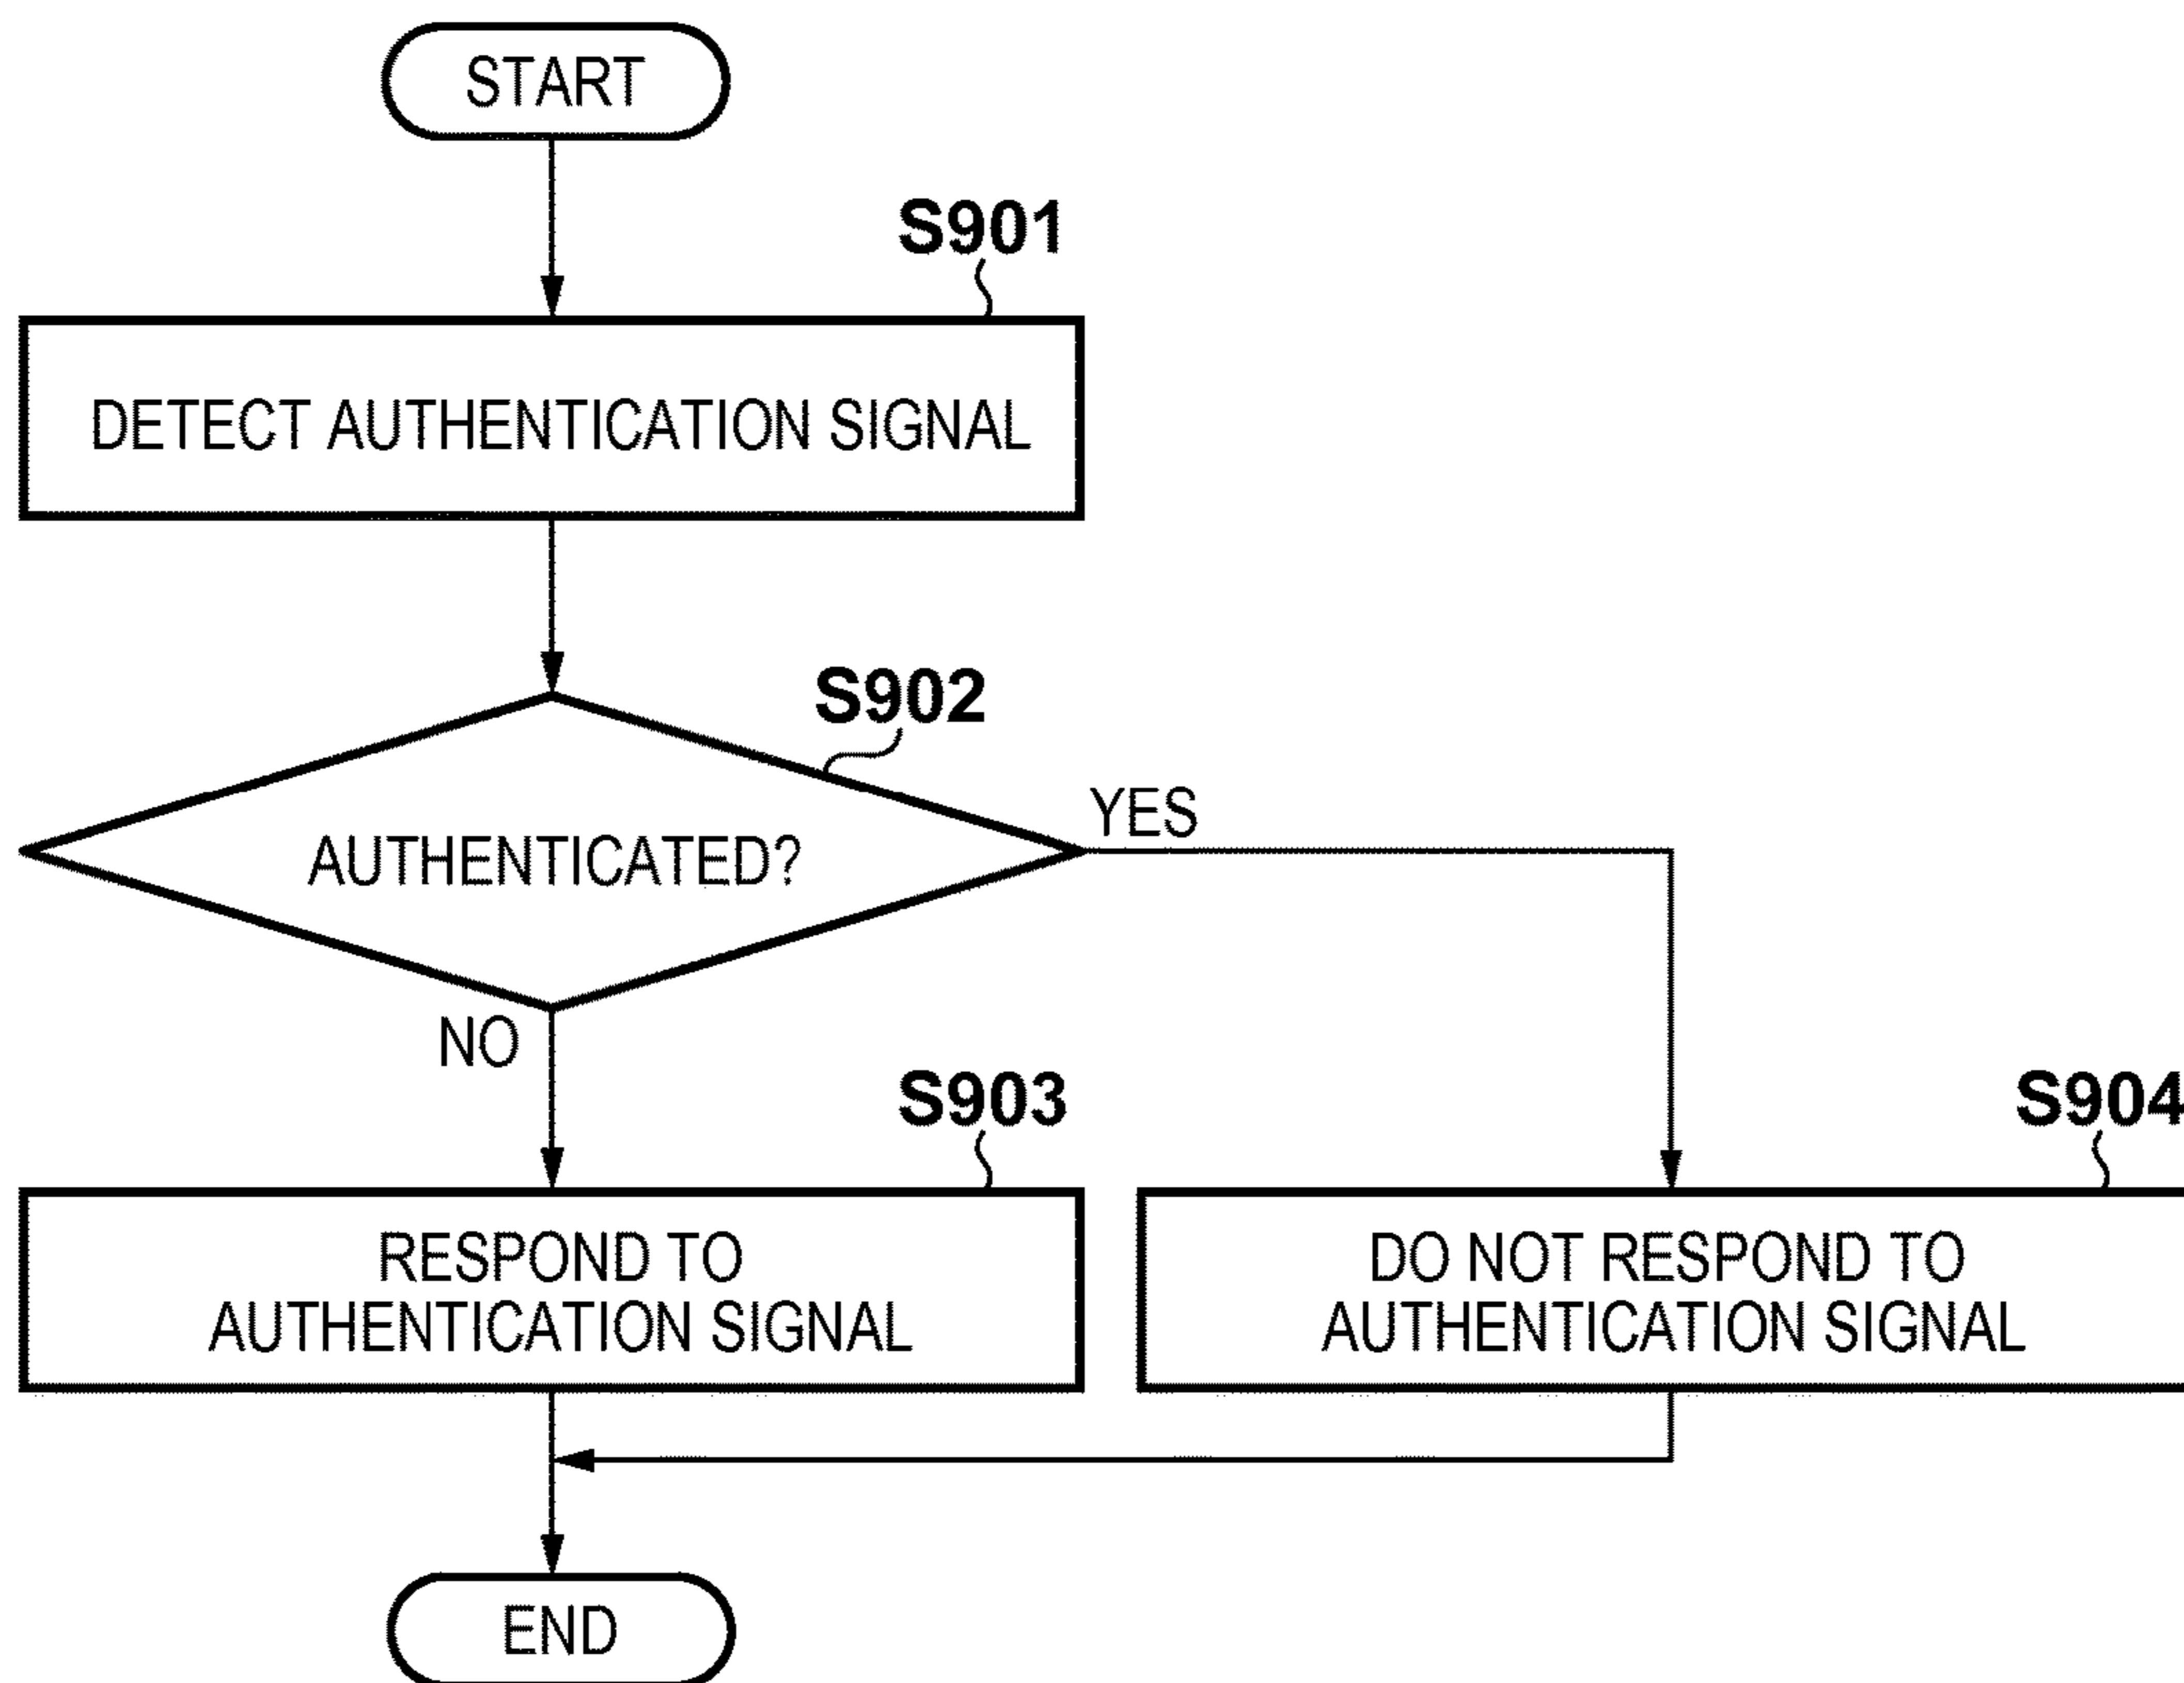 START
S901
DETECT AUTHENTICATION SIGNAL
S902
AUTHENTICATED?
YES
NO
S903
RESPOND TO
AUTHENTICATION SIGNAL
S904
DO NOT RESPOND TO
AUTHENTICATION SIGNAL
END